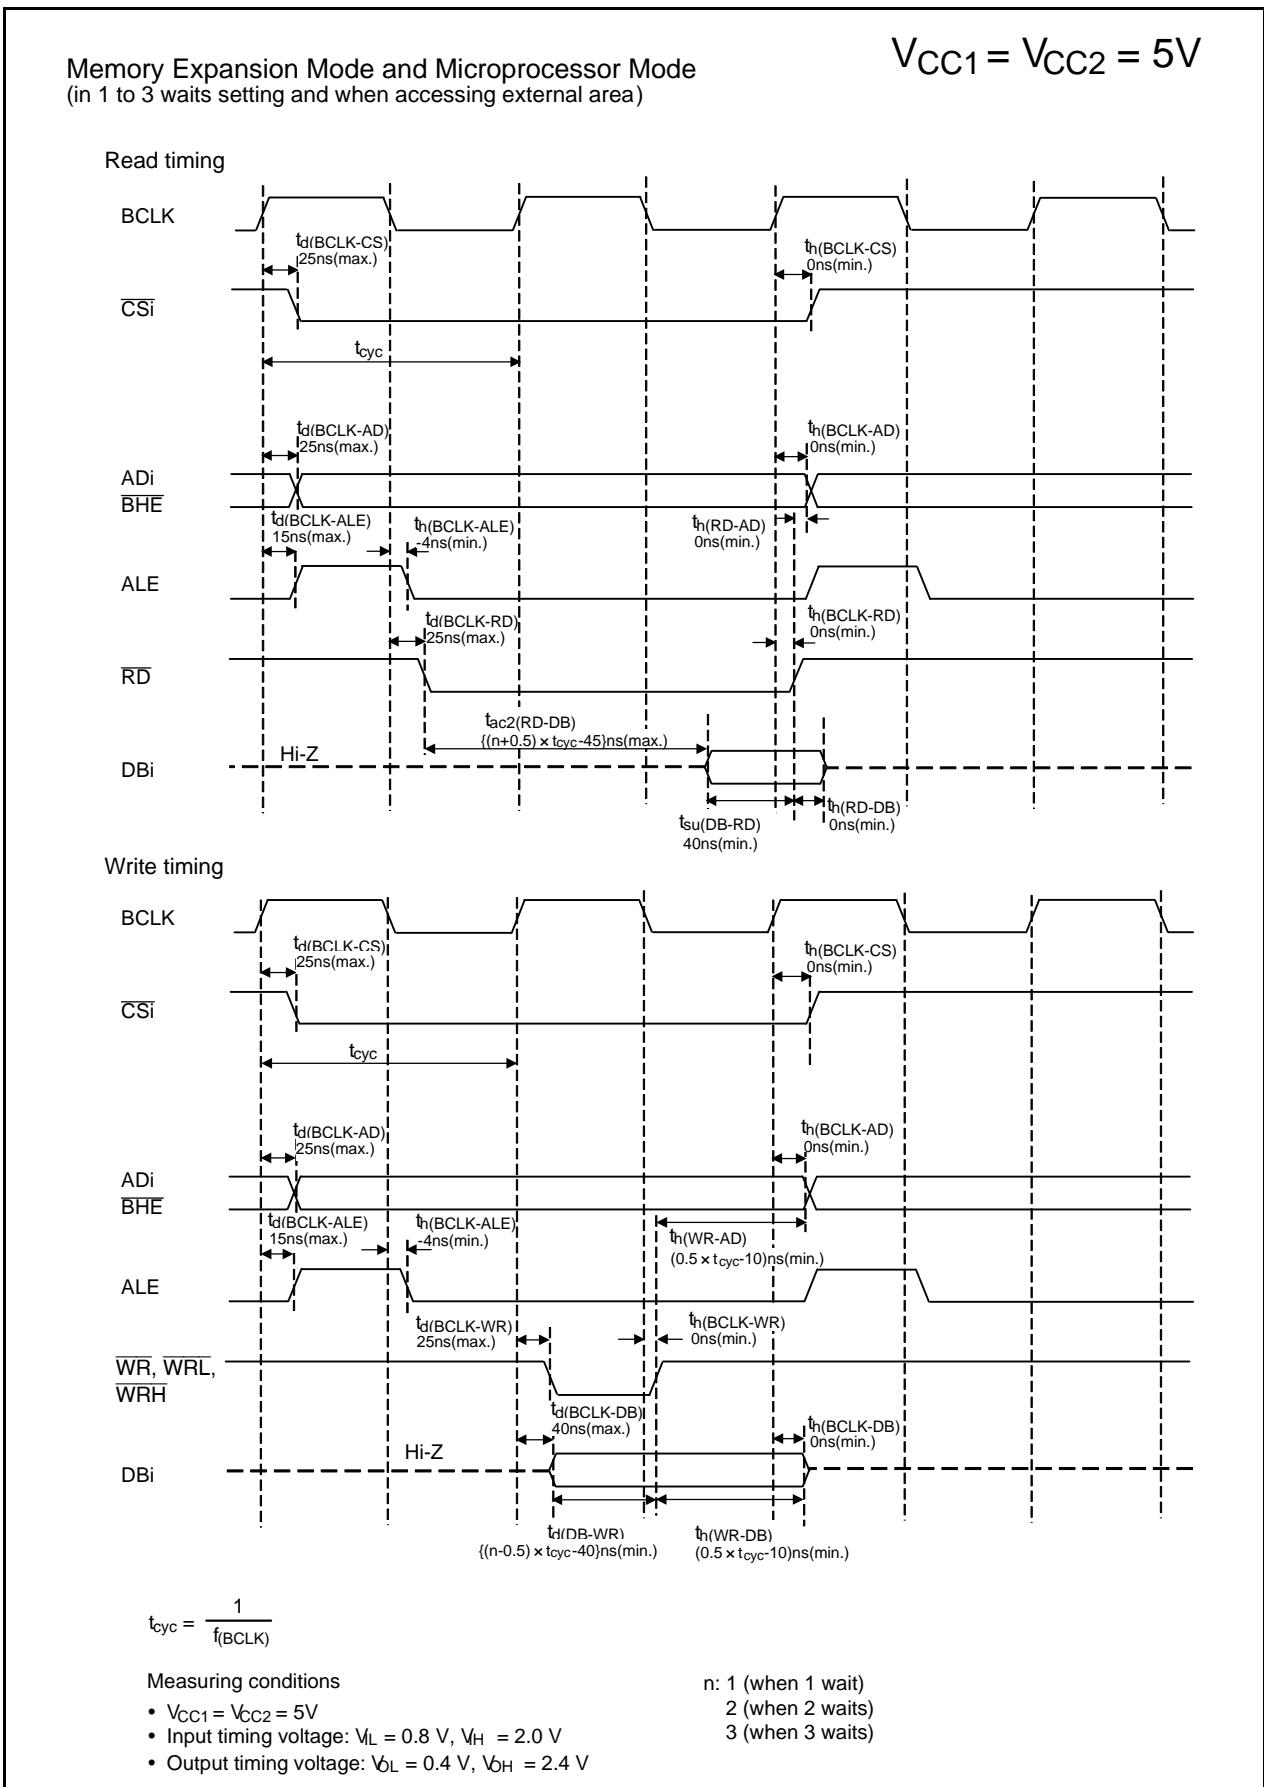 VCC1 = VCC2 = 5V
Memory Expansion Mode and Microprocessor Mode
(in 1 to 3 waits setting and when accessing external area)
Read timing
BCLK
td(BCLK-CS)
25ns(max.)
th(BCLK-CS)
0ns(min.)
CSi
tcyc
td(BCLK-AD)
25ns(max.)
th(BCLK-AD)
0ns(min.)
ADi
BHE
td(BCLK-ALE)
15ns(max.)
th(BCLK-ALE)
-4ns(min.)
th(RD-AD)
0ns(min.)
ALE
td(BCLK-RD)
25ns(max.)
th(BCLK-RD)
0ns(min.)
RD
tac2(RD-DB)
{(n+0.5)×tcyc-45}ns(max.)
Hi-Z
DBi
tsu(DB-RD)
40ns(min.)
th(RD-DB)
0ns(min.)
Write timing
BCLK
td(BCLK-CS)
25ns(max.)
th(BCLK-CS)
0ns(min.)
CSi
tcyc
td(BCLK-AD)
25ns(max.)
th(BCLK-AD)
0ns(min.)
ADi
BHE
td(BCLK-ALE)
15ns(max.)
th(BCLK-ALE)
-4ns(min.)
th(WR-AD)
(0.5×tcyc-10)ns(min.)
ALE
td(BCLK-WR)
25ns(max.)
th(BCLK-WR)
0ns(min.)
WR, WRL,
WRH
td(BCLK-DB)
40ns(max.)
th(BCLK-DB)
0ns(min.)
Hi-Z
DBi
td(DB-WR)
{(n-0.5)×tcyc-40}ns(min.)
th(WR-DB)
(0.5×tcyc-10)ns(min.)
tcyc = 1
f(BCLK)
Measuring conditions
• VCC1 = VCC2 = 5V
• Input timing voltage: VIL = 0.8 V, VIH = 2.0 V
• Output timing voltage: VOL = 0.4 V, VOH = 2.4 V
n: 1 (when 1 wait)
2 (when 2 waits)
3 (when 3 waits)